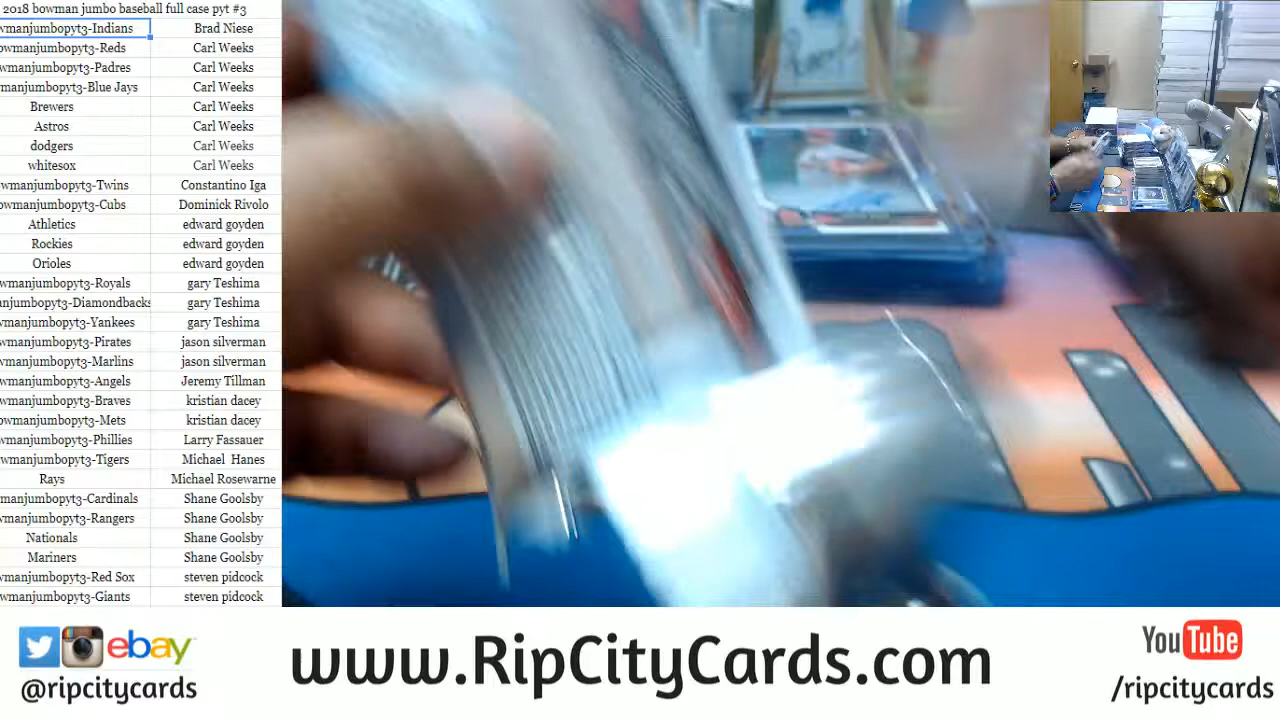 2018 bowman jumbo baseball full case pyt #3
wmanjumbopyt3-Indians Brad Niese
owmanjumbopyt3-Reds Carl Weeks
owmanjumbopyt3-Padres Carl Weeks
manjumbopyt3-Blue Jays Carl Weeks
Brewers Carl Weeks
Astros Carl Weeks
dodgers Carl Weeks
whitesox Carl Weeks
owmanjumbopyt3-Twins Constantino Iga
owmanjumbopyt3-Cubs Dominick Rivolo
Athletics edward goyden
Rockies edward goyden
Orioles edward goyden
wmanjumbopyt3-Royals gary Teshima
anjumbopyt3-Diamondbacks gary Teshima
wmanjumbopyt3-Yankees gary Teshima
wmanjumbopyt3-Pirates jason silverman
wmanjumbopyt3-Marlins jason silverman
wmanjumbopyt3-Angels Jeremy Tillman
wmanjumbopyt3-Braves kristian dacey
owmanjumbopyt3-Mets kristian dacey
wmanjumbopyt3-Phillies Larry Fassauer
wmanjumbopyt3-Tigers Michael Hanes
Rays Michael Rosewarne
manjumbopyt3-Cardinals Shane Goolsby
wmanjumbopyt3-Rangers Shane Goolsby
Nationals Shane Goolsby
Mariners Shane Goolsby
wmanjumbopyt3-Red Sox steven pidcock
wmanjumbopyt3-Giants steven pidcock
ebay
@ripcitycards
www.RipCityCards.com
YouTube
/ripcitycards